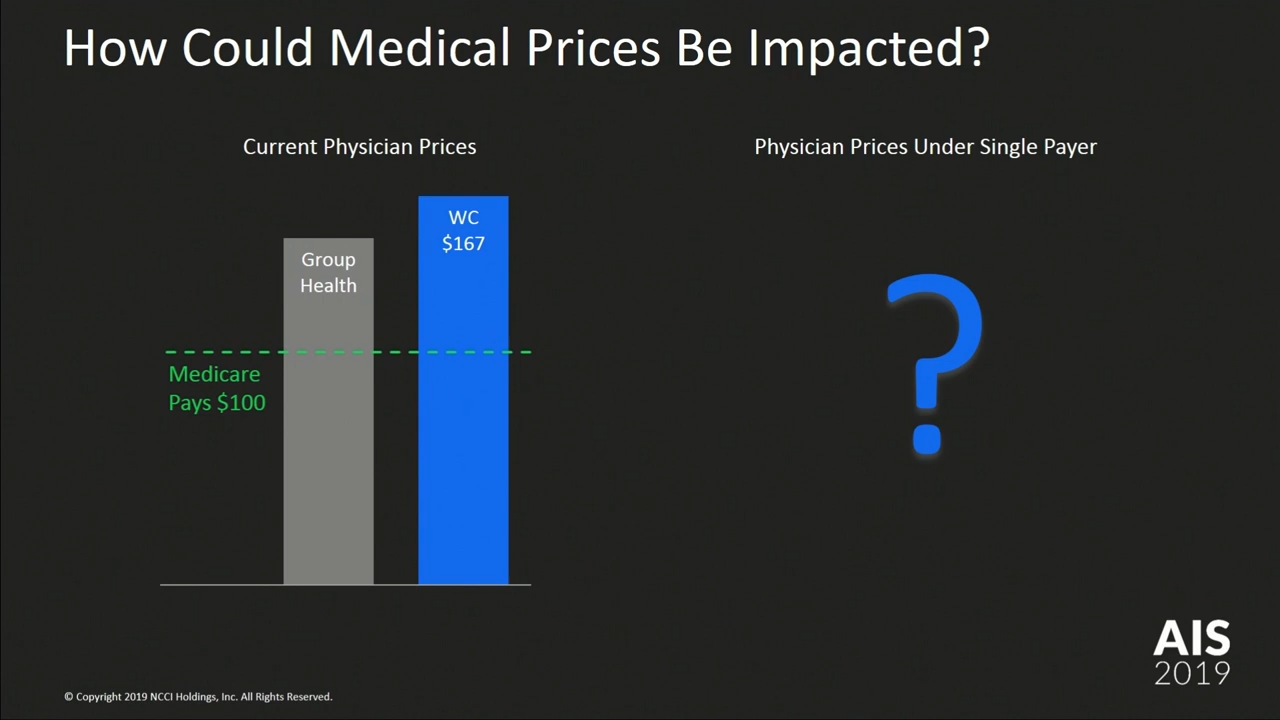 How Could Medical Prices Be Impacted?
Current Physician Prices
Physician Prices Under Single Payer
WC
$167
Group
Health
Medicare
Pays $100
?
AIS
2019
© Copyright 2019 NCCI Holdings, Inc. All Rights Reserved.